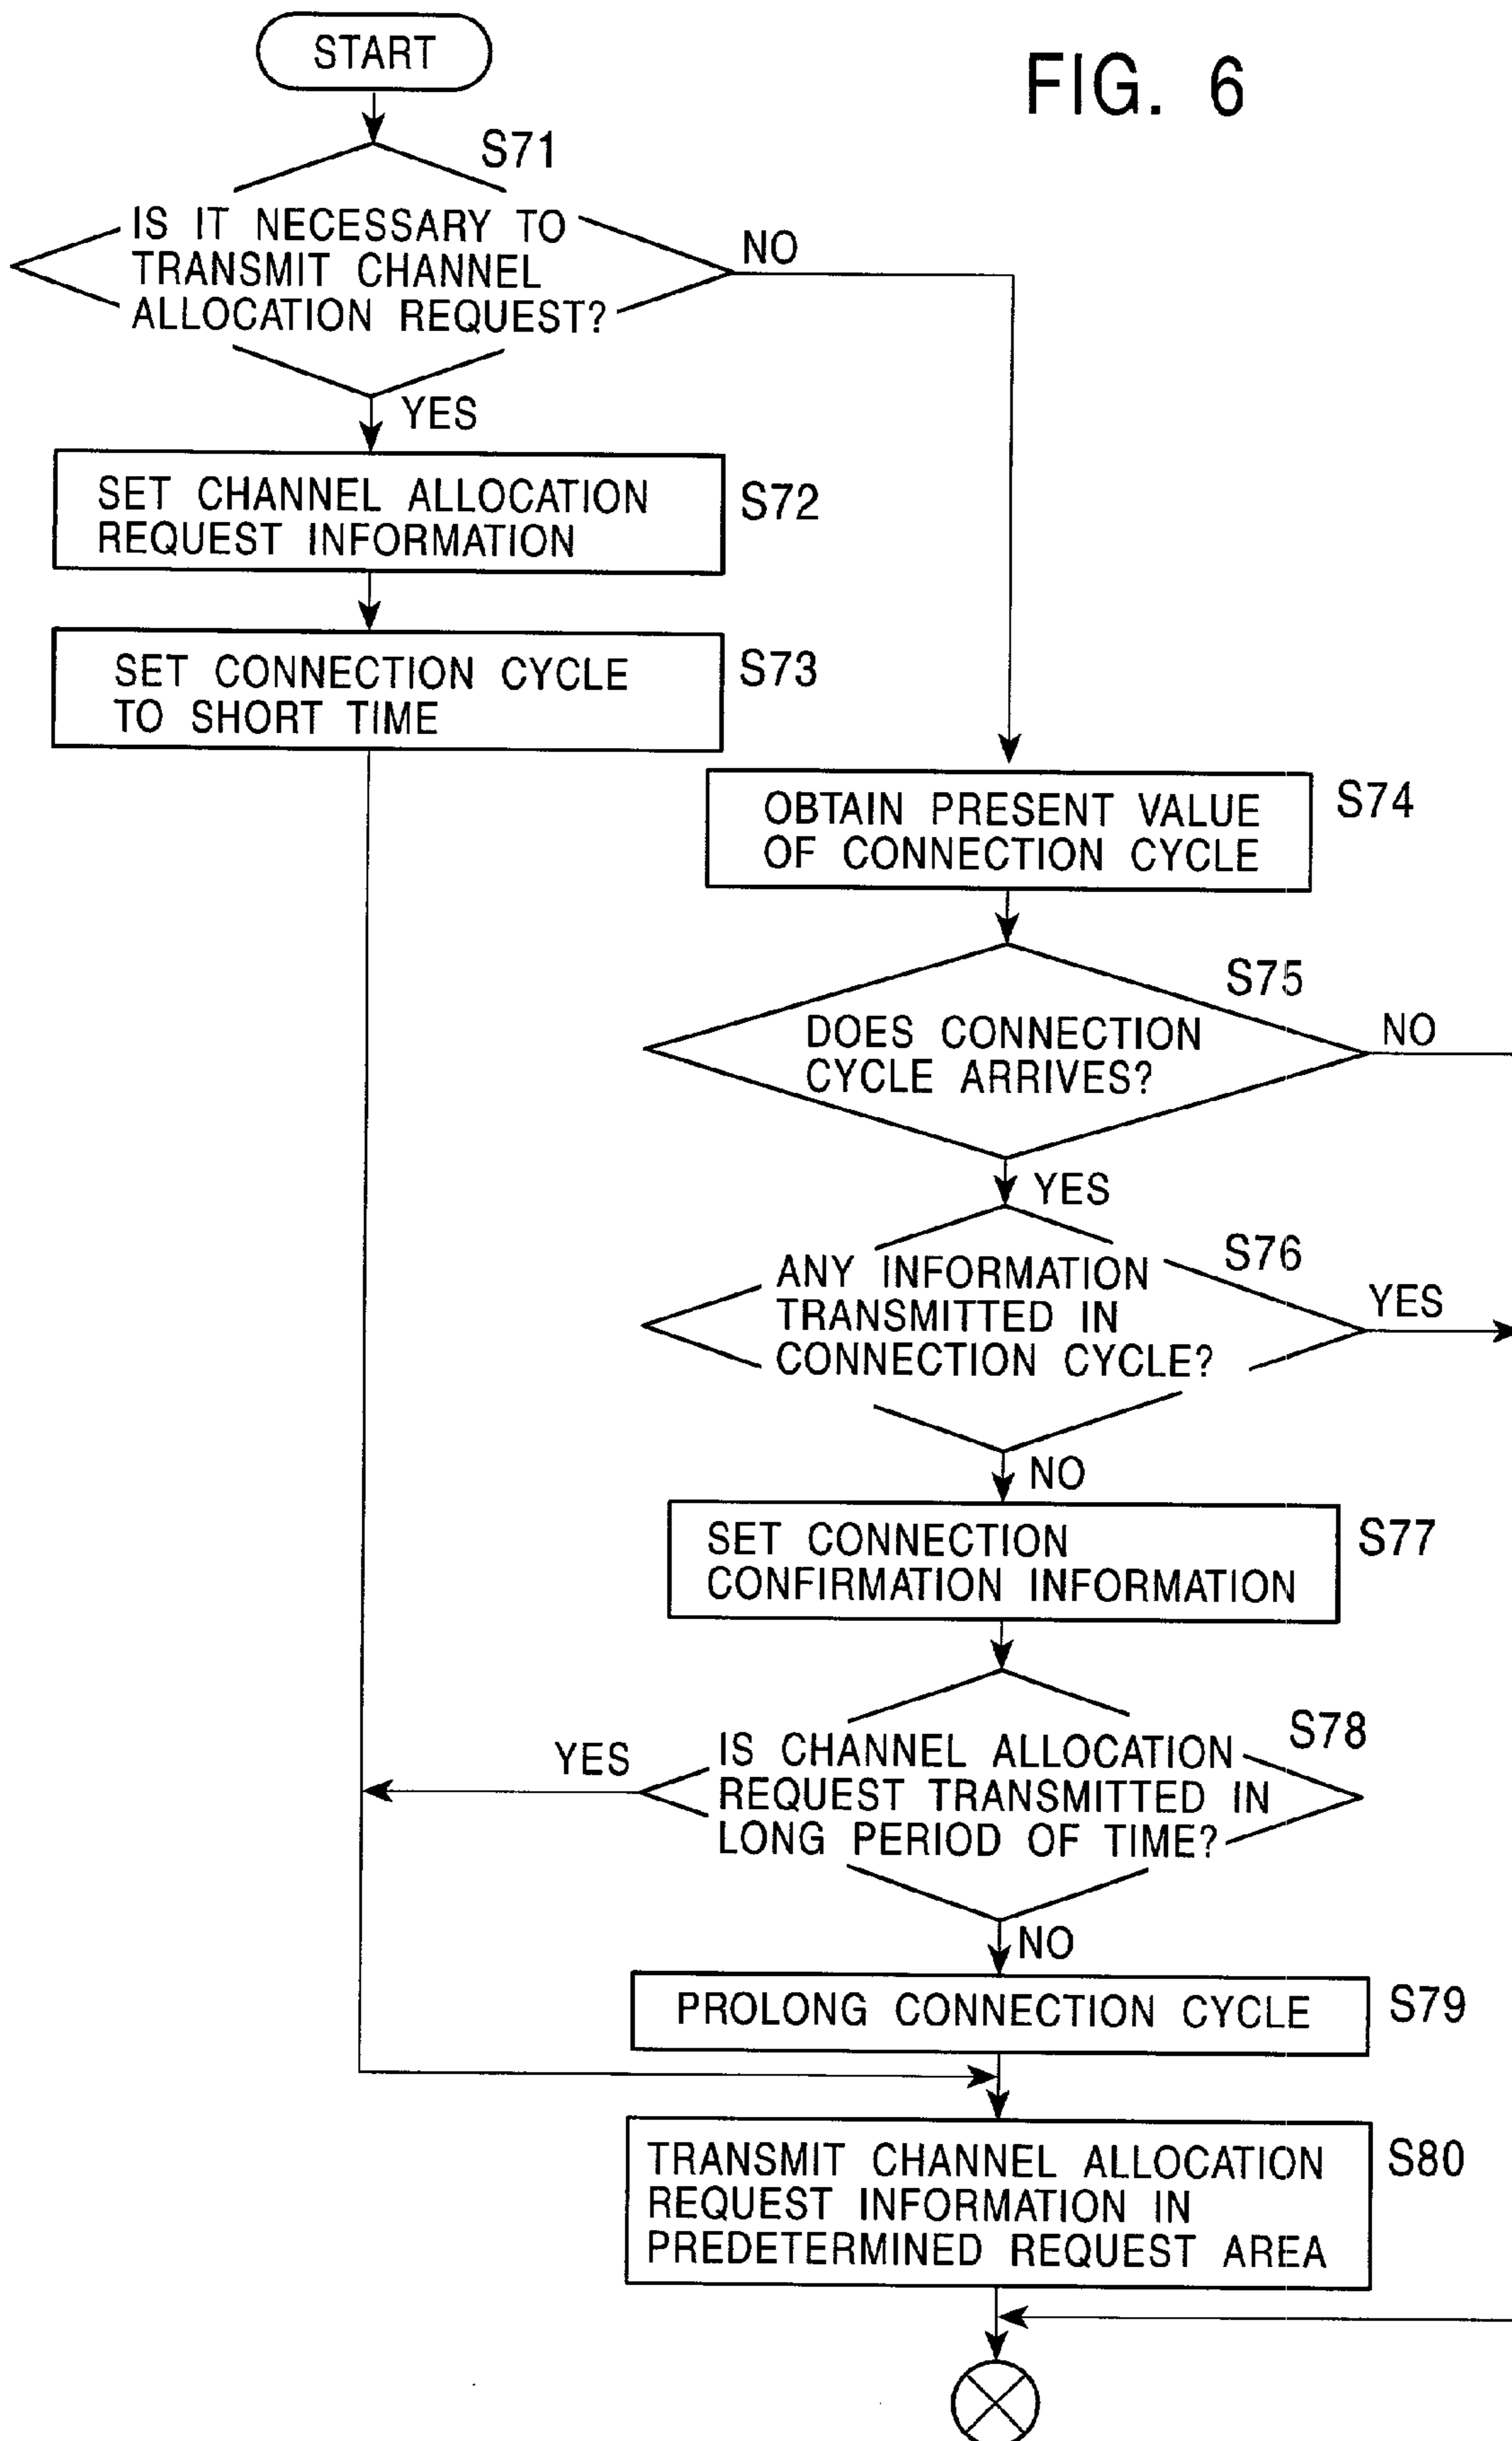 START
FIG. 6
S71
IS IT NECESSARY TO
TRANSMIT CHANNEL
ALLOCATION REQUEST?
NO
YES
SET CHANNEL ALLOCATION
REQUEST INFORMATION
S72
SET CONNECTION CYCLE
TO SHORT TIME
S73
OBTAIN PRESENT VALUE
OF CONNECTION CYCLE
S74
S75
DOES CONNECTION
CYCLE ARRIVES?
NO
YES
S76
ANY INFORMATION
TRANSMITTED IN
CONNECTION CYCLE?
YES
NO
SET CONNECTION
CONFIRMATION INFORMATION
S77
S78
YES
IS CHANNEL ALLOCATION
REQUEST TRANSMITTED IN
LONG PERIOD OF TIME?
NO
PROLONG CONNECTION CYCLE
S79
TRANSMIT CHANNEL ALLOCATION
REQUEST INFORMATION IN
PREDETERMINED REQUEST AREA
S80